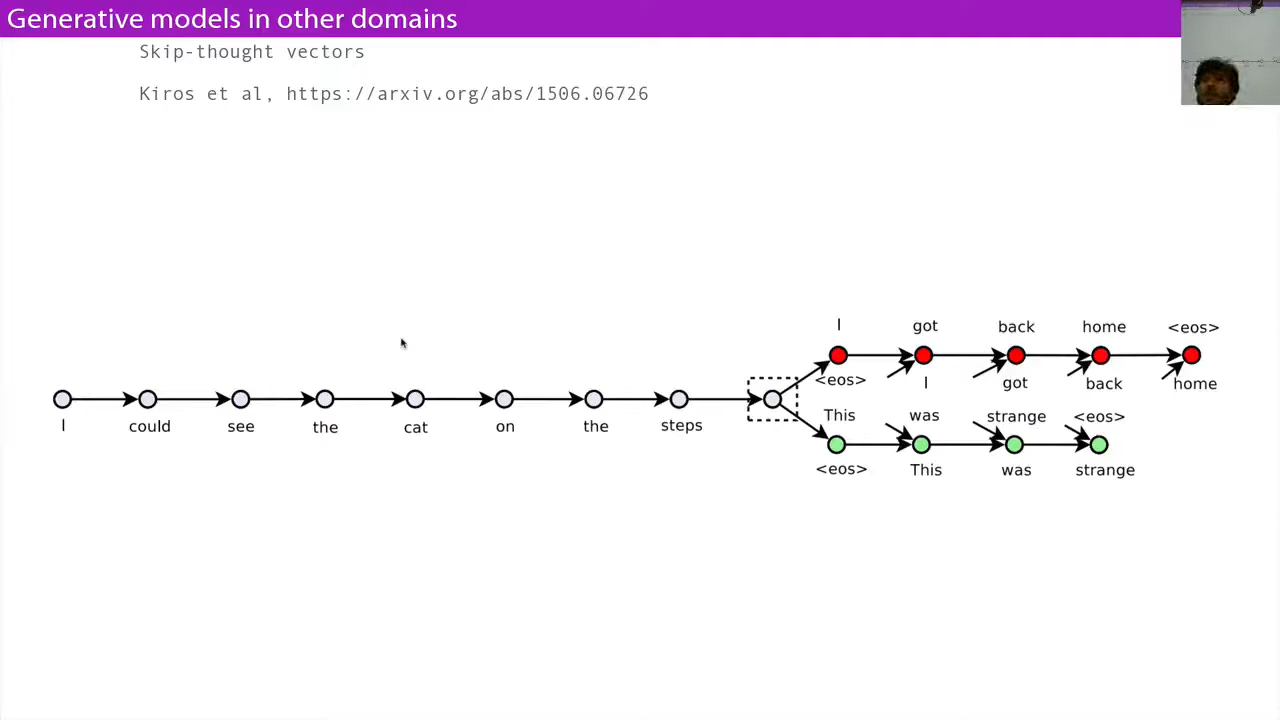 Generative models in other domains
Skip-thought vectors
Kiros et al, https://arxiv.org/abs/1506.06726
I got back home <eos>
<eos> I got back home
I could see the cat on the steps
This was strange <eos>
<eos> This was strange